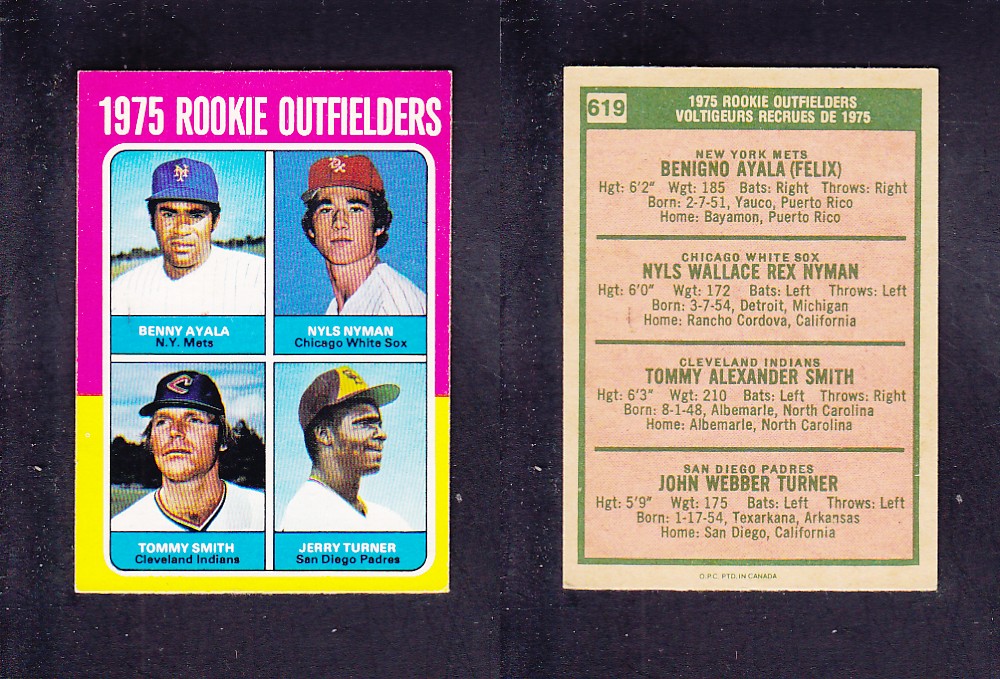 1975 ROOKIE OUTFIELDERS
BENNY AYALA
N.Y. Mets
NYLS NYMAN
Chicago White Sox
TOMMY SMITH
Cleveland Indians
JERRY TURNER
San Diego Padres
619
1975 ROOKIE OUTFIELDERS
VOLTIGEURS RECRUES DE 1975
NEW YORK METS
BENIGNO AYALA (FELIX)
Hgt: 6'2" Wgt: 185 Bats: Right Throws: Right
Born: 2-7-51, Yauco, Puerto Rico
Home: Bayamon, Puerto Rico
CHICAGO WHITE SOX
NYLS WALLACE REX NYMAN
Hgt: 6'0" Wgt: 172 Bats: Left Throws: Left
Born: 3-7-54, Detroit, Michigan
Home: Rancho Cordova, California
CLEVELAND INDIANS
TOMMY ALEXANDER SMITH
Hgt: 6'3" Wgt: 210 Bats: Left Throws: Right
Born: 8-1-48, Albemarle, North Carolina
Home: Albemarle, North Carolina
SAN DIEGO PADRES
JOHN WEBBER TURNER
Hgt: 5'9" Wgt: 175 Bats: Left Throws: Left
Born: 1-17-54, Texarkana, Arkansas
Home: San Diego, California
O.P.C. PTD. IN CANADA